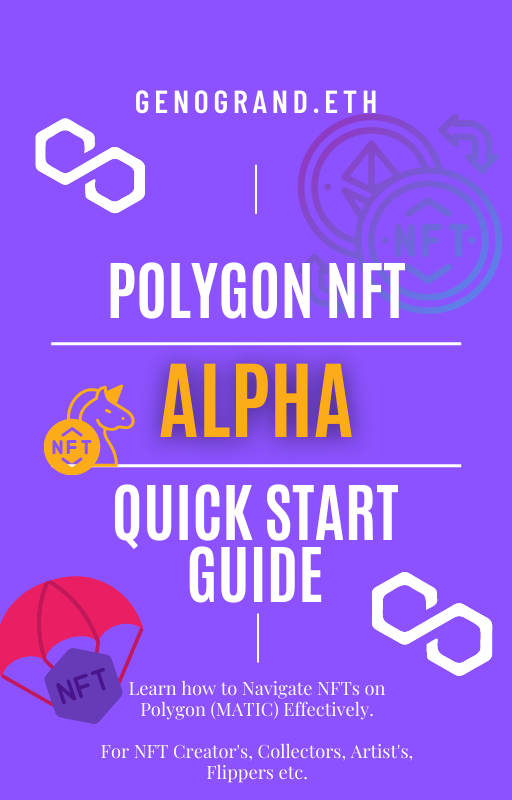 GENOGRAND.ETH
NFT
POLYGON NFT
ALPHA
NFT
QUICK START
GUIDE
NFT
Learn how to Navigate NFTs on
Polygon (MATIC) Effectively.
For NFT Creator's, Collectors, Artist's,
Flippers etc.